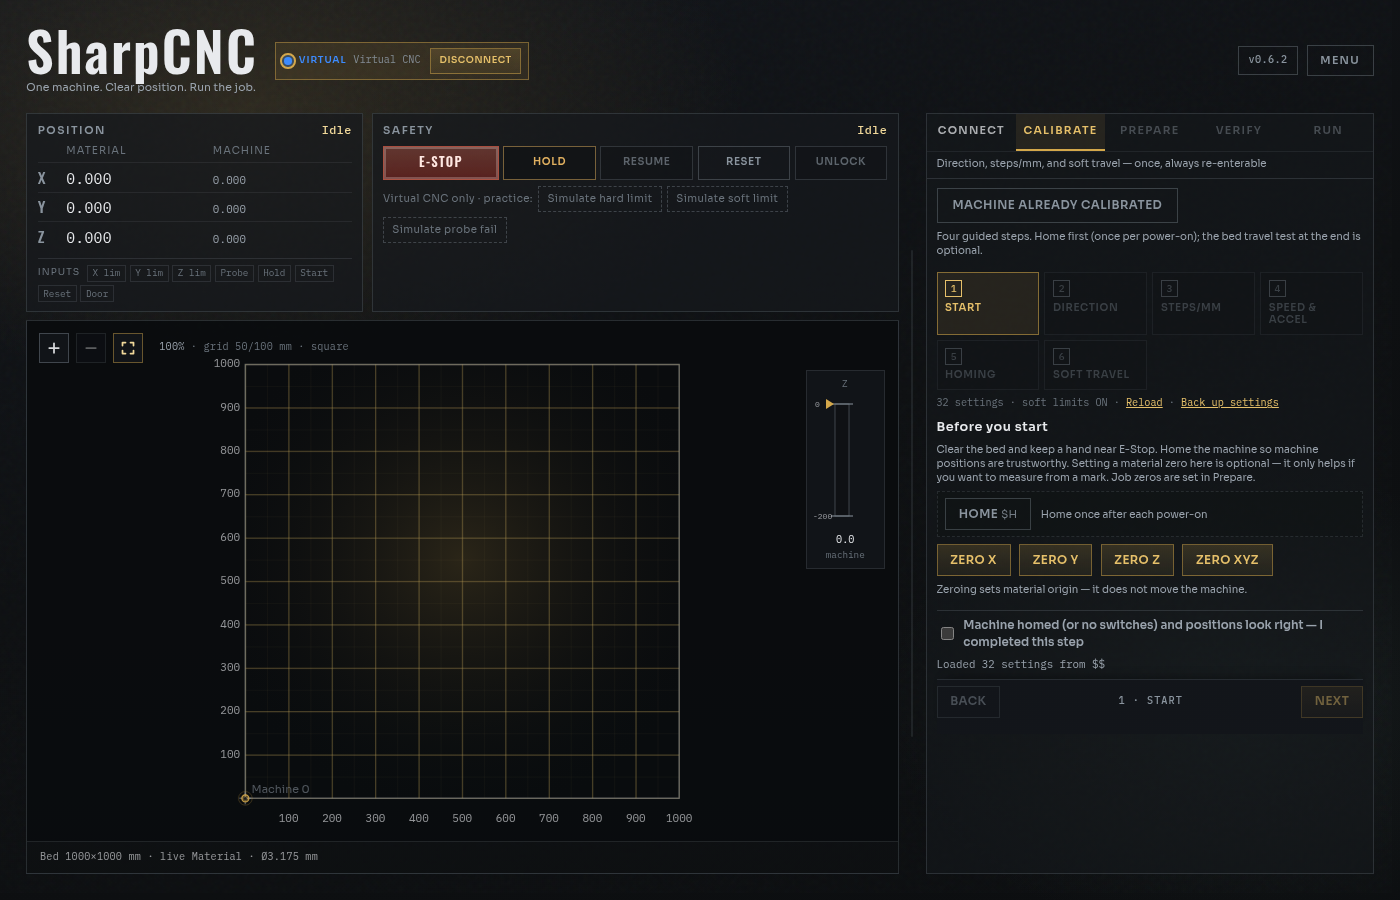 SharpCNC
One machine. Clear position. Run the job.
VIRTUAL Virtual CNC DISCONNECT
v0.6.2 MENU
POSITION Idle
MATERIAL MACHINE
X 0.000 0.000
Y 0.000 0.000
Z 0.000 0.000
INPUTS X lim Y lim Z lim Probe Hold Start
Reset Door
SAFETY Idle
E-STOP HOLD RESUME RESET UNLOCK
Virtual CNC only · practice: Simulate hard limit Simulate soft limit
Simulate probe fail
+ − 100% · grid 50/100 mm · square
1000
900
800
700
600
500
400
300
200
100
Machine 0
100 200 300 400 500 600 700 800 900 1000
Z
0
-200
0.0
machine
Bed 1000×1000 mm · live Material · Ø3.175 mm
CONNECT CALIBRATE PREPARE VERIFY RUN
Direction, steps/mm, and soft travel — once, always re-enterable
MACHINE ALREADY CALIBRATED
Four guided steps. Home first (once per power-on); the bed travel test at the end is
optional.
1 2 3 4
START DIRECTION STEPS/MM SPEED &
ACCEL
5 6
HOMING SOFT TRAVEL
32 settings · soft limits ON · Reload · Back up settings
Before you start
Clear the bed and keep a hand near E-Stop. Home the machine so machine
positions are trustworthy. Setting a material zero here is optional — it only helps if
you want to measure from a mark. Job zeros are set in Prepare.
HOME $H Home once after each power-on
ZERO X ZERO Y ZERO Z ZERO XYZ
Zeroing sets material origin — it does not move the machine.
Machine homed (or no switches) and positions look right — I
completed this step
Loaded 32 settings from $$
BACK 1 · START NEXT